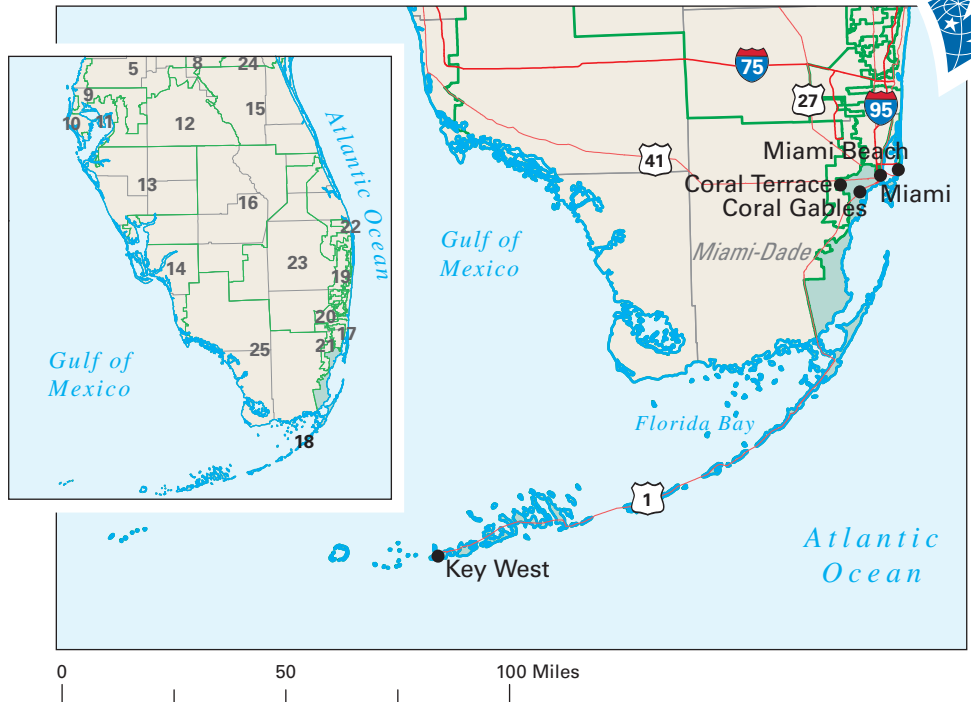 5
8
24
9
10
11
12
15
13
16
14
22
23
19
20
17
21
25
18
Atlantic Ocean
Gulf of
Mexico
75
27
95
41
Miami Beach
Coral Terrace
Miami
Coral Gables
Miami-Dade
Gulf of
Mexico
Florida Bay
1
Key West
Atlantic
Ocean
0
50
100 Miles